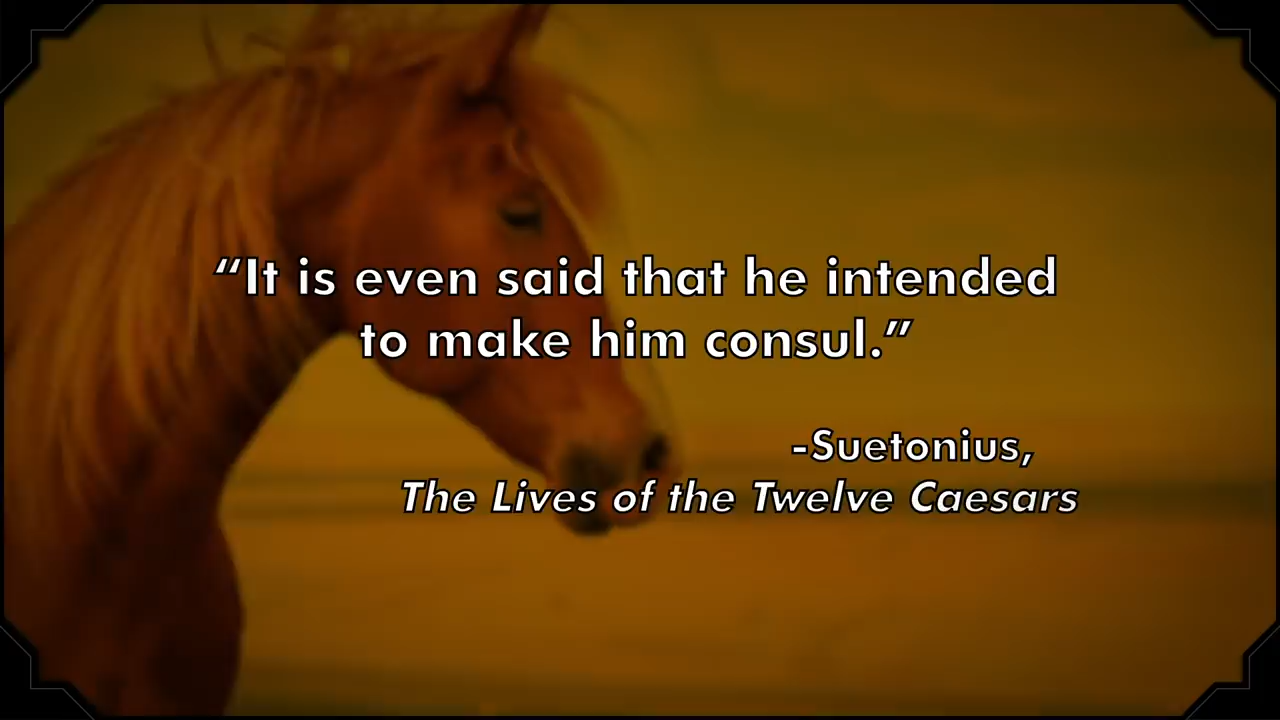 “It is even said that he intended
to make him consul.”
-Suetonius,
The Lives of the Twelve Caesars